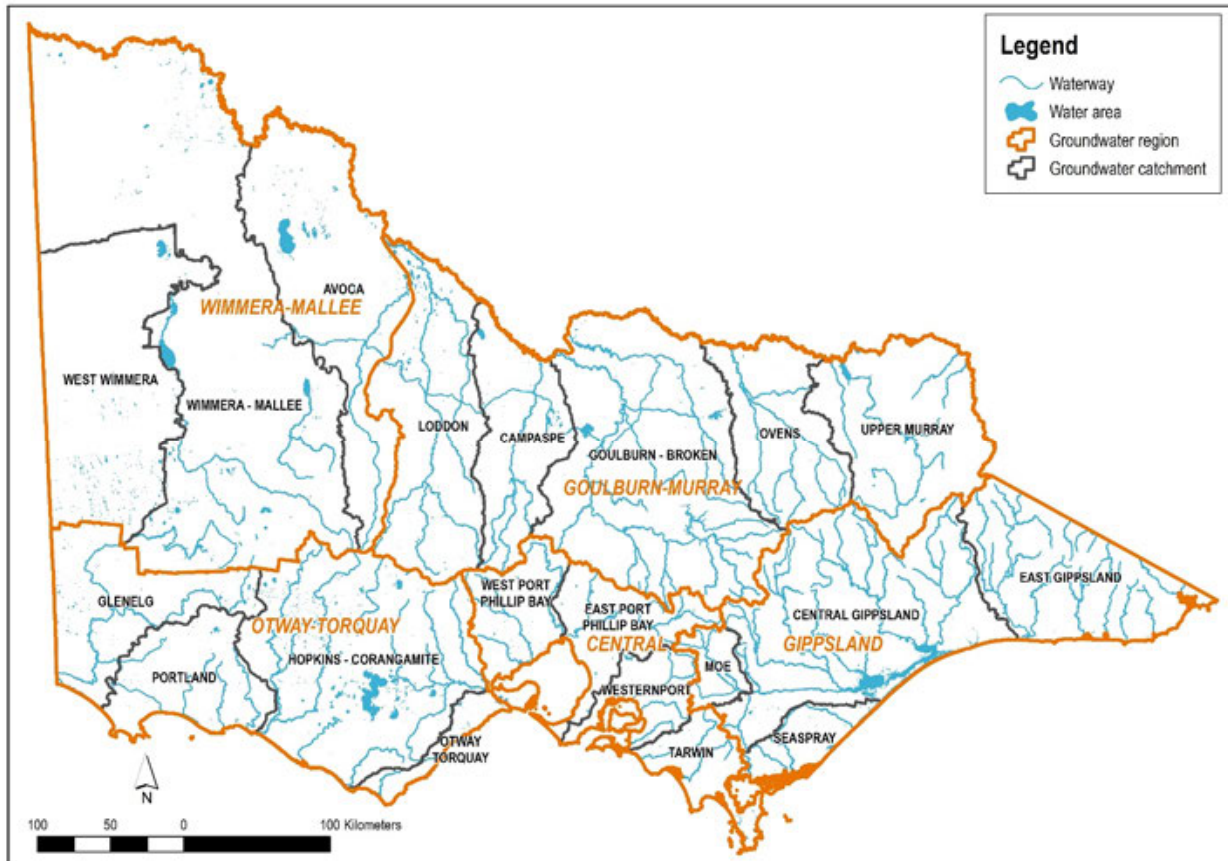 Legend
Waterway
Water area
Groundwater region
Groundwater catchment
AVOCA
WIMMERA-MALLEE
WEST WIMMERA
WIMMERA - MALLEE
LODDON
CAMPASPE
GOULBURN - BROKEN
OVENS
UPPER MURRAY
GOULBURN-MURRAY
EAST GIPPSLAND
GLENELG
WEST PORT
PHILLIP BAY
EAST PORT
PHILLIP BAY
CENTRAL GIPPSLAND
OTWAY-TORQUAY
CENTRAL
GIPPSLAND
HOPKINS - CORANGAMITE
MOE
PORTLAND
WESTERNPORT
OTWAY
TORQUAY
TARWIN
SEASPRAY
N
100 50 0 100 Kilometers